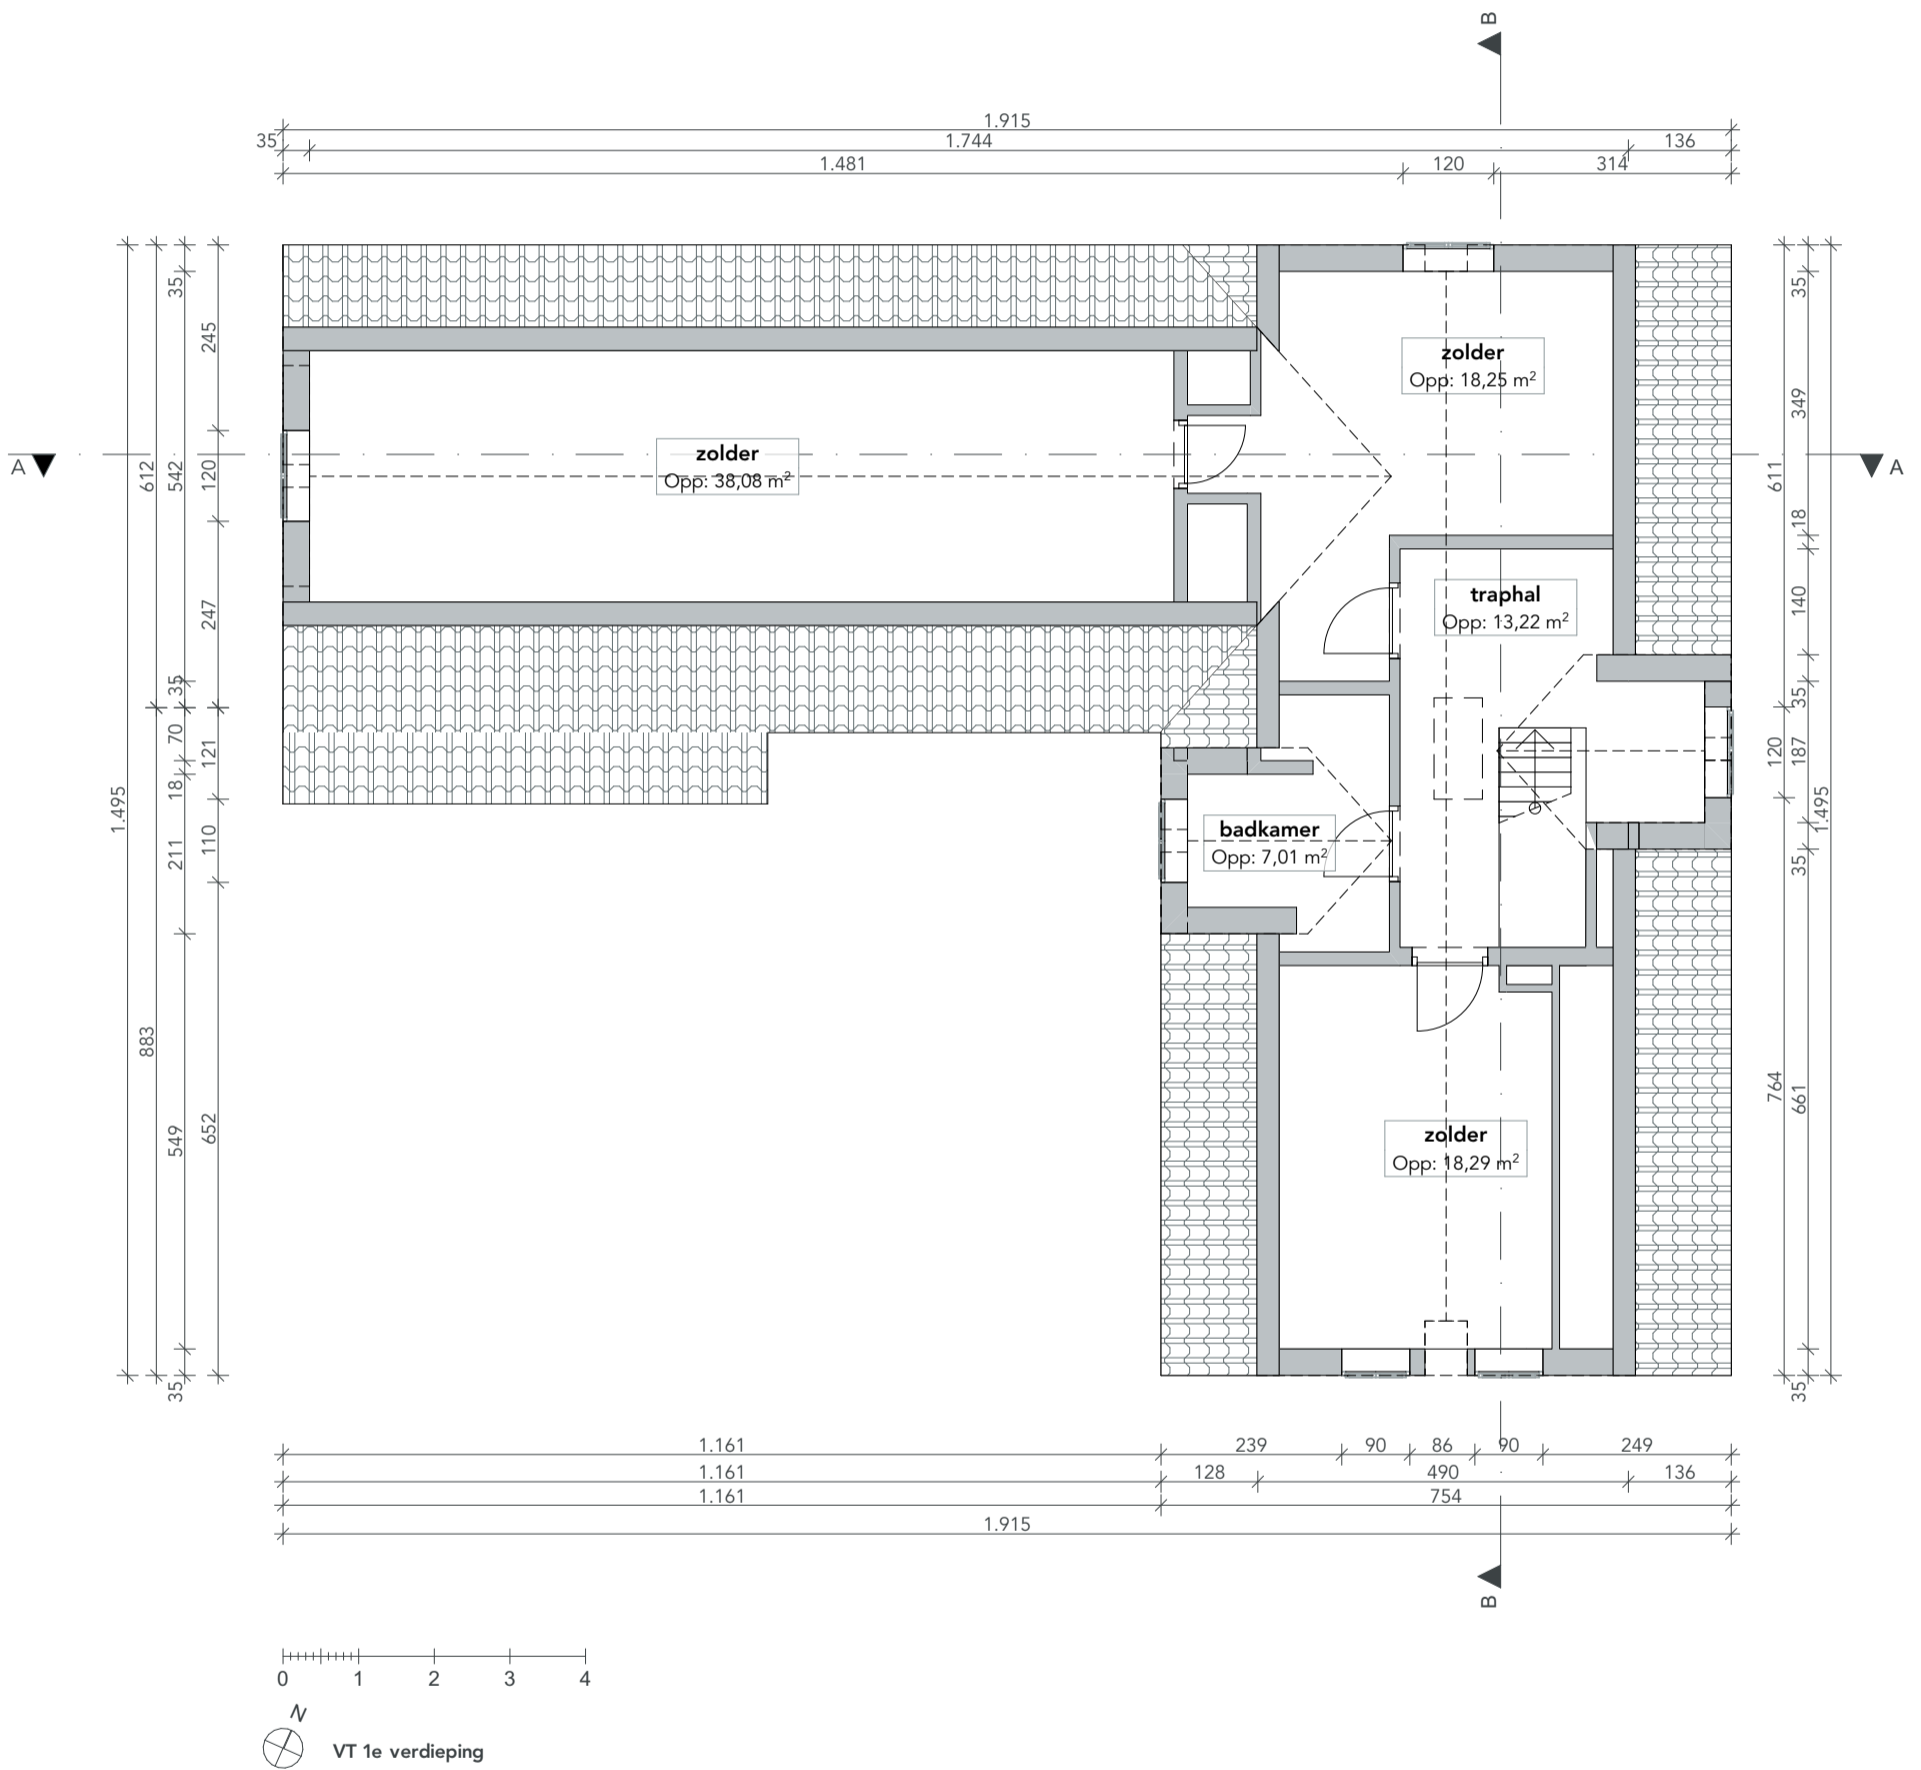 B
1.915
35
1.744
136
1.481
120
314
35
245
612
542
120
247
35
70
121
18
1.495
211
110
883
549
652
35
A
zolder
Opp: 38,08 m²
zolder
Opp: 18,25 m²
traphal
Opp: 13,22 m²
badkamer
Opp: 7,01 m²
zolder
Opp: 18,29 m²
A
35
349
611
18
140
35
120
187
1.495
35
764
661
35
1.161
239
90
86
90
249
1.161
128
490
136
1.161
754
1.915
B
0 1 2 3 4
N
VT 1e verdieping